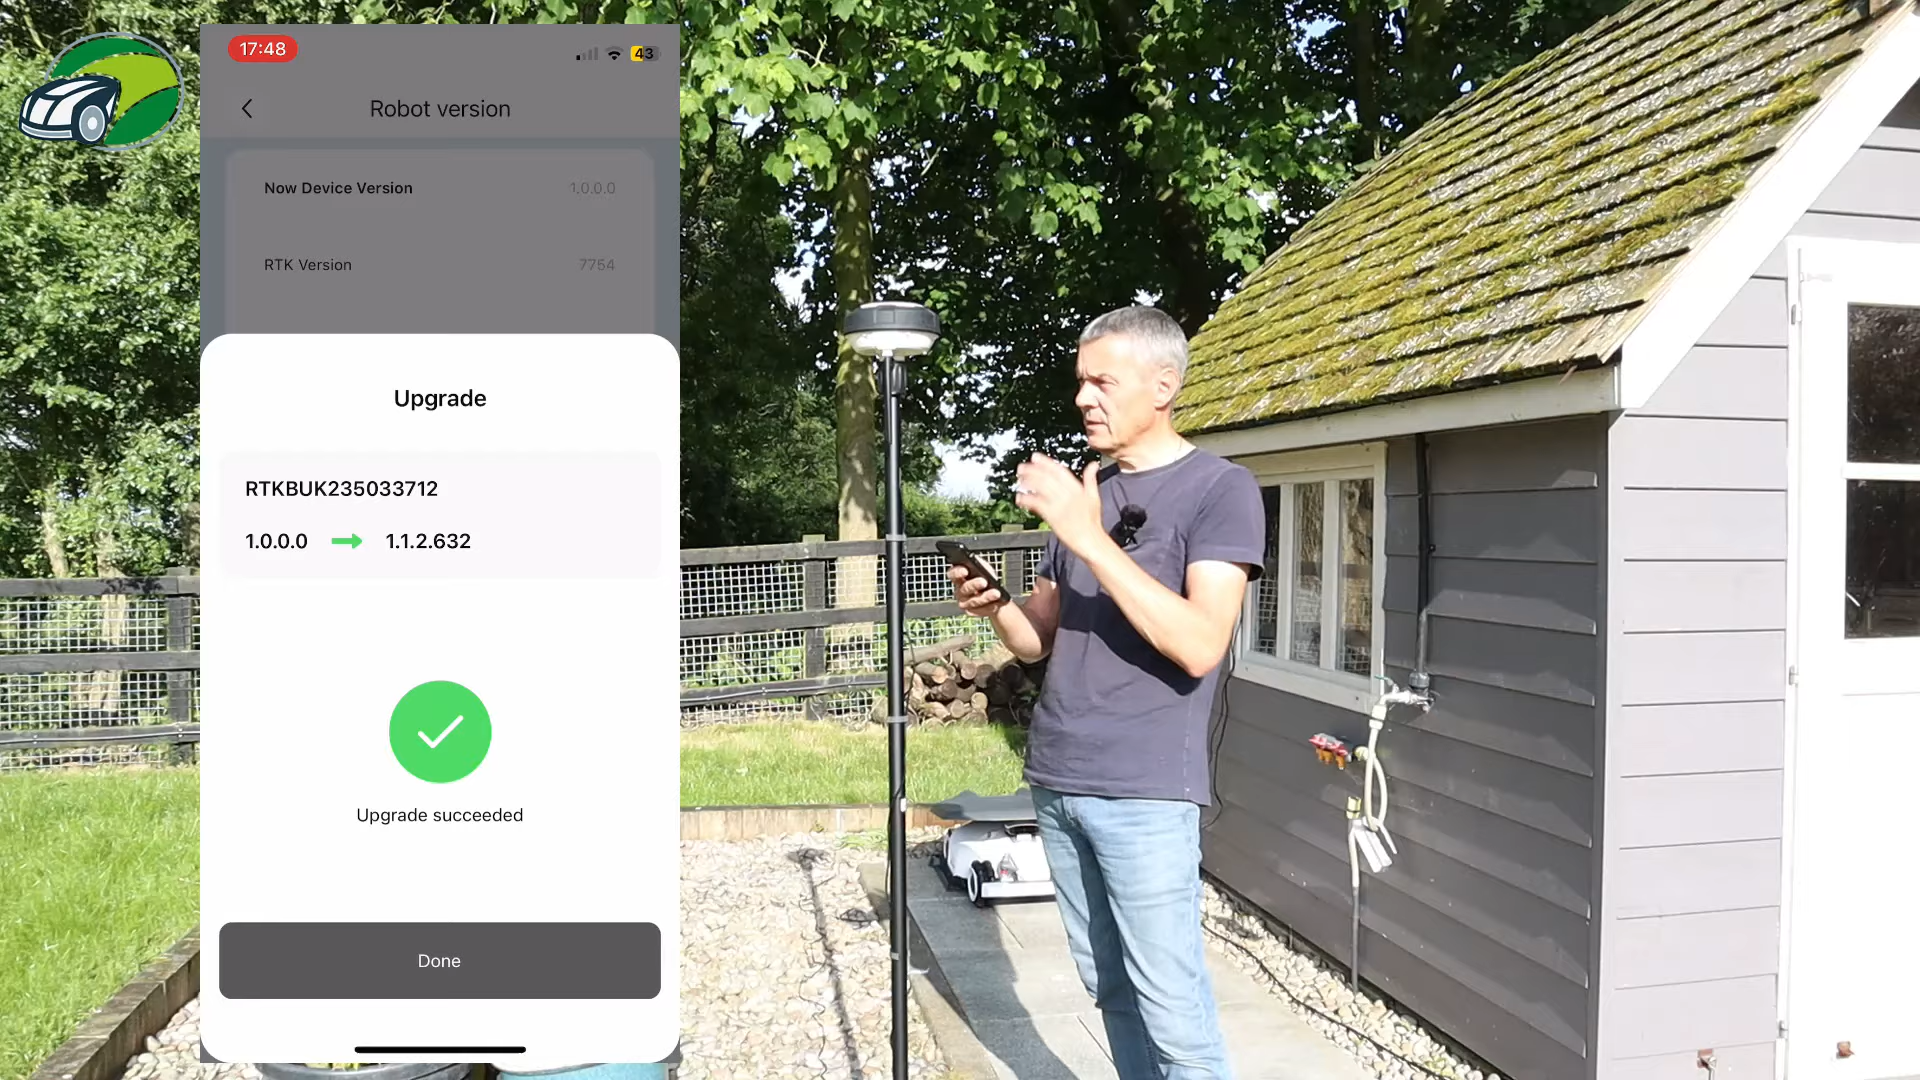 17:48
43
Robot version
Now Device Version 1.0.0.0
RTK Version 7754
Upgrade
RTKBUK235033712
1.0.0.0 1.1.2.632
Upgrade succeeded
Done